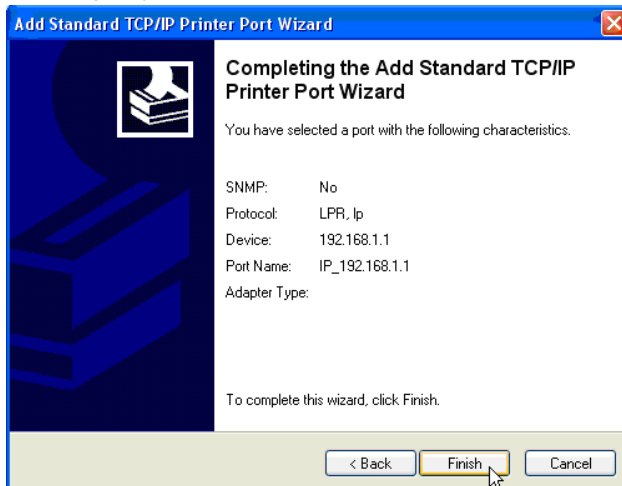 Add Standard TCP/IP Printer Port Wizard
Completing the Add Standard TCP/IP
Printer Port Wizard
You have selected a port with the following characteristics.
SNMP: No
Protocol: LPR, lp
Device: 192.168.1.1
Port Name: IP_192.168.1.1
Adapter Type:
To complete this wizard, click Finish.
< Back Finish Cancel